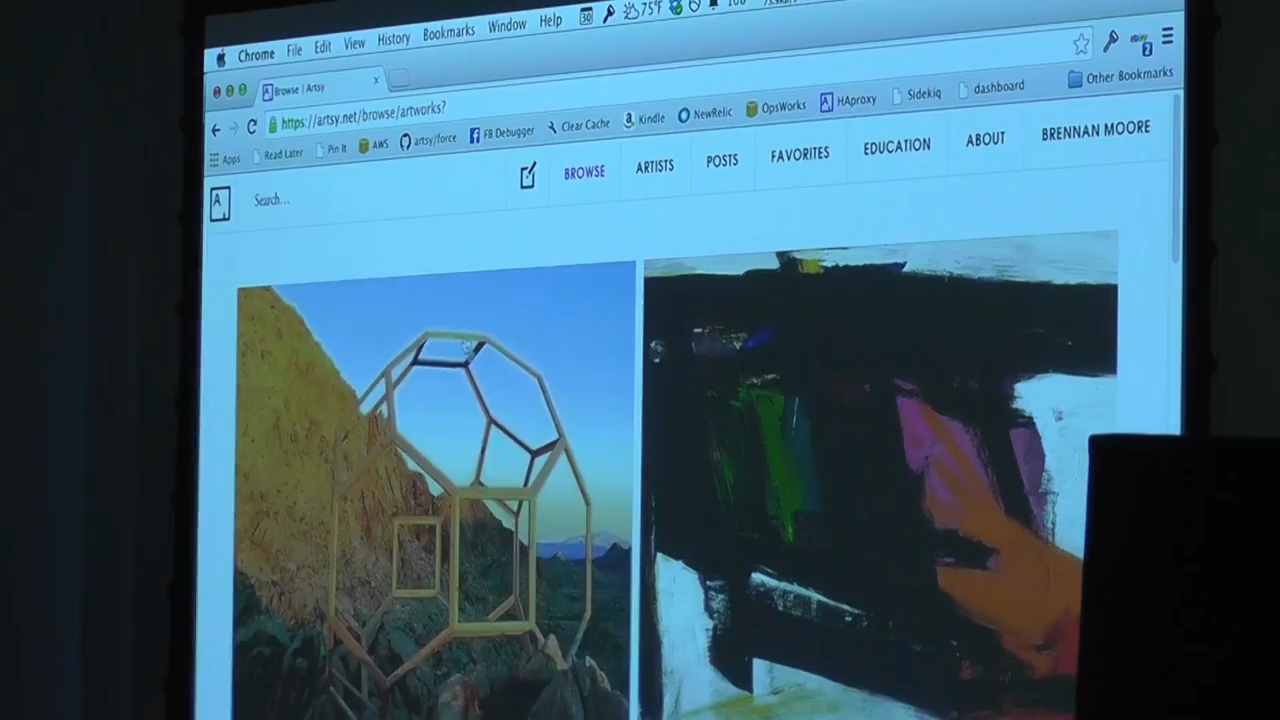 Chrome File Edit View History Bookmarks Window Help 30 75°F
Browse | Artsy x
https://artsy.net/browse/artworks?
2
Apps Read Later Pin It AWS artsy/force FB Debugger Clear Cache Kindle NewRelic OpsWorks HAproxy Sidekiq dashboard Other Bookmarks
A Search... BROWSE ARTISTS POSTS FAVORITES EDUCATION ABOUT BRENNAN MOORE